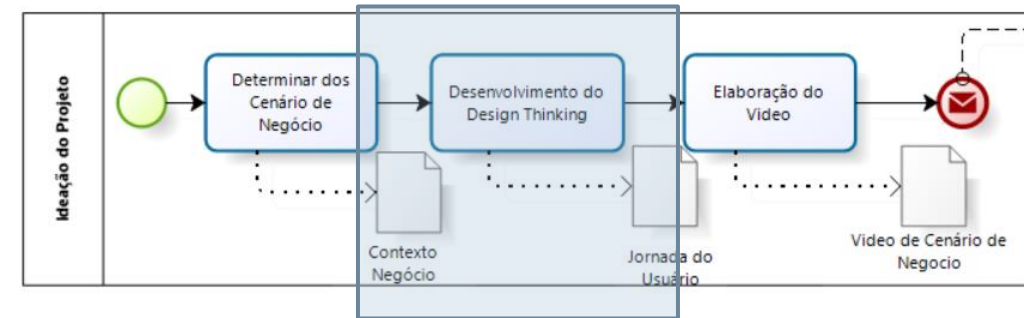 Ideação do Projeto
Determinar dos
Cenário de
Negócio
Desenvolvimento do
Design Thinking
Elaboração do
Video
Contexto
Negócio
Jornada do
Usuário
Video de Cenário de
Negocio